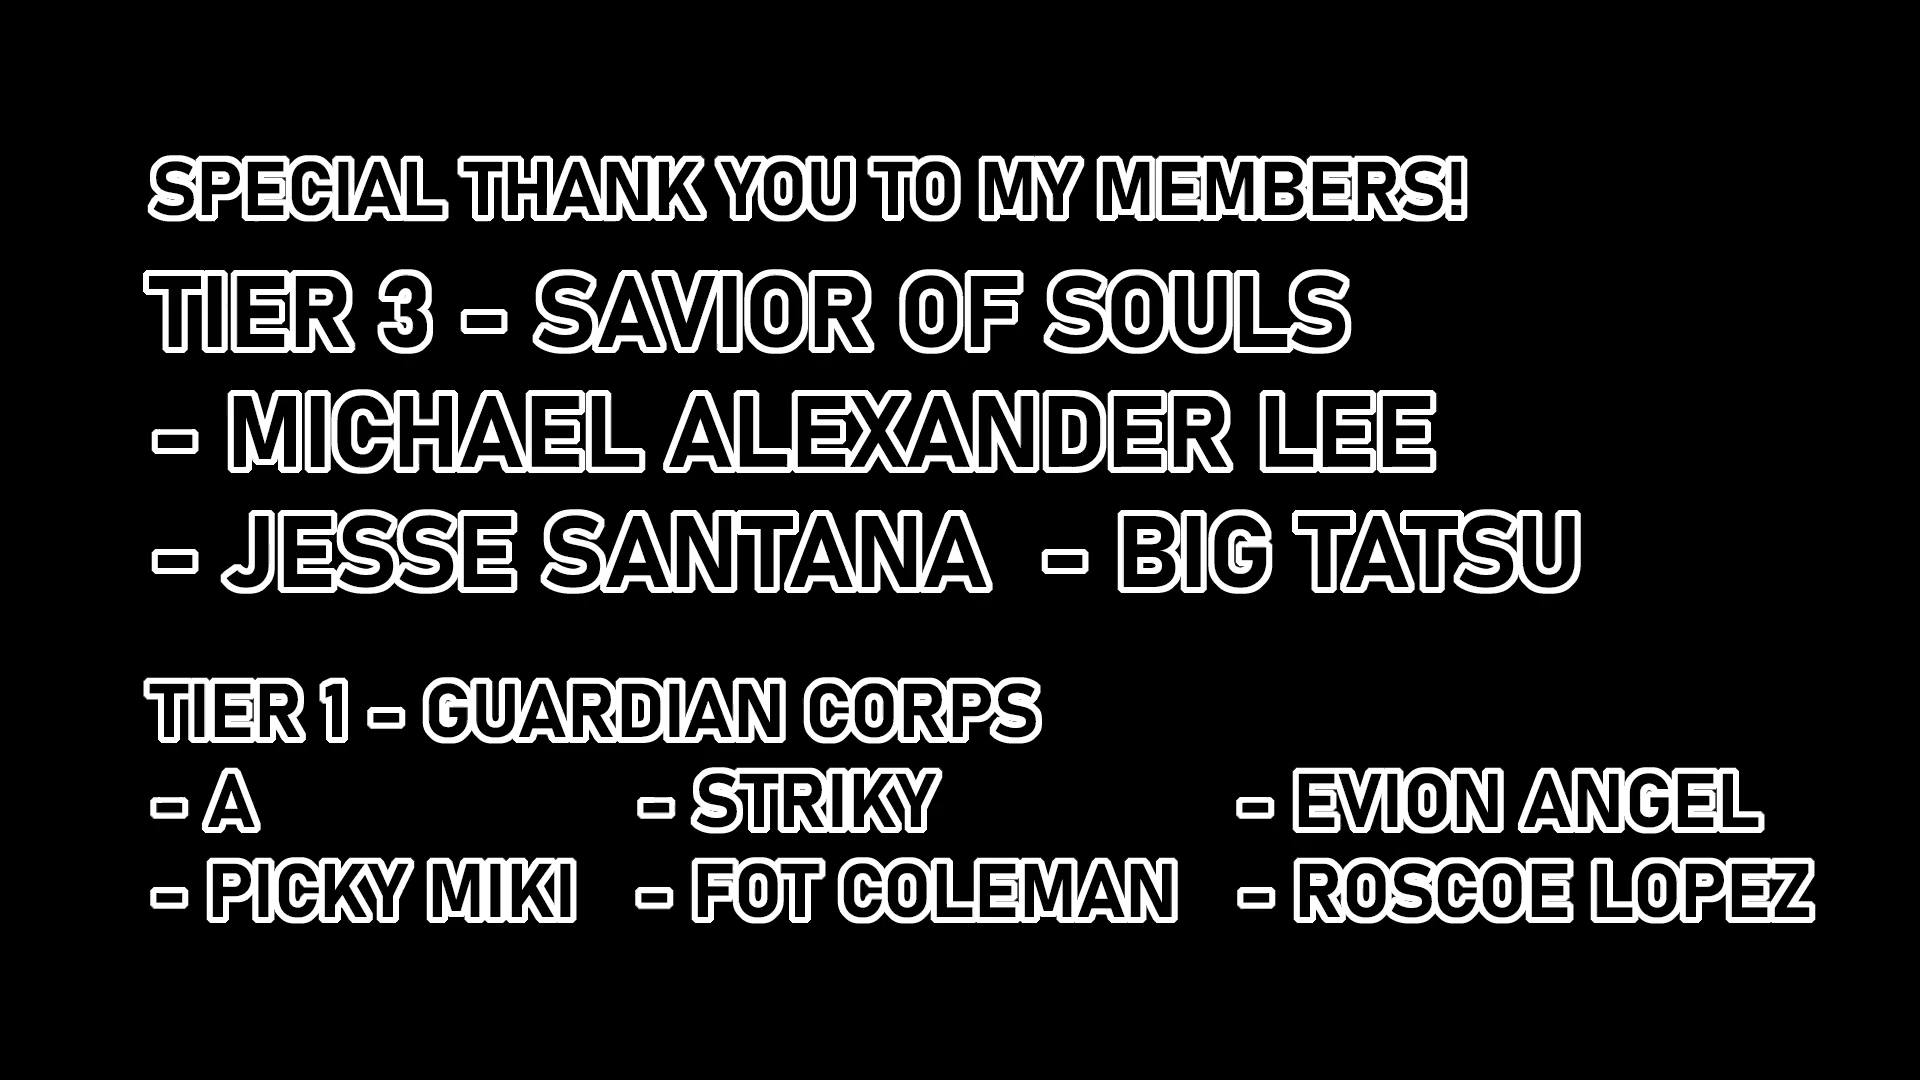 SPECIAL THANK YOU TO MY MEMBERS!
TIER 3 - SAVIOR OF SOULS
- MICHAEL ALEXANDER LEE
- JESSE SANTANA - BIG TATSU
TIER 1 - GUARDIAN CORPS
- A - STRIKY - EVION ANGEL
- PICKY MIKI - FOT COLEMAN - ROSCOE LOPEZ